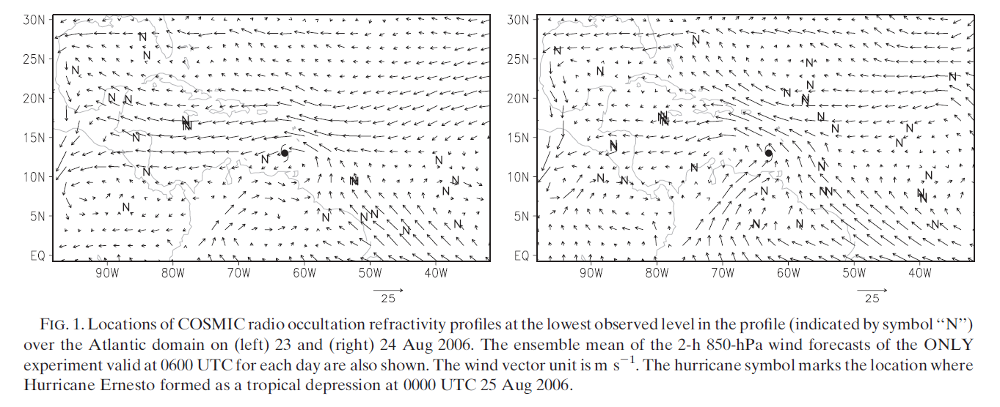 30N
25N
20N
15N
10N
5N
EQ
90W 80W 70W 60W 50W 40W
25
N N N N N N N N N N N N N N N N N N N N N N
30N
25N
20N
15N
10N
5N
EQ
90W 80W 70W 60W 50W 40W
25
N N N N N N N N N N N N N N N N N N N N N N N N N N N N N N
FIG. 1. Locations of COSMIC radio occultation refractivity profiles at the lowest observed level in the profile (indicated by symbol “N”)
over the Atlantic domain on (left) 23 and (right) 24 Aug 2006. The ensemble mean of the 2-h 850-hPa wind forecasts of the ONLY
experiment valid at 0600 UTC for each day are also shown. The wind vector unit is m s⁻¹. The hurricane symbol marks the location where
Hurricane Ernesto formed as a tropical depression at 0000 UTC 25 Aug 2006.